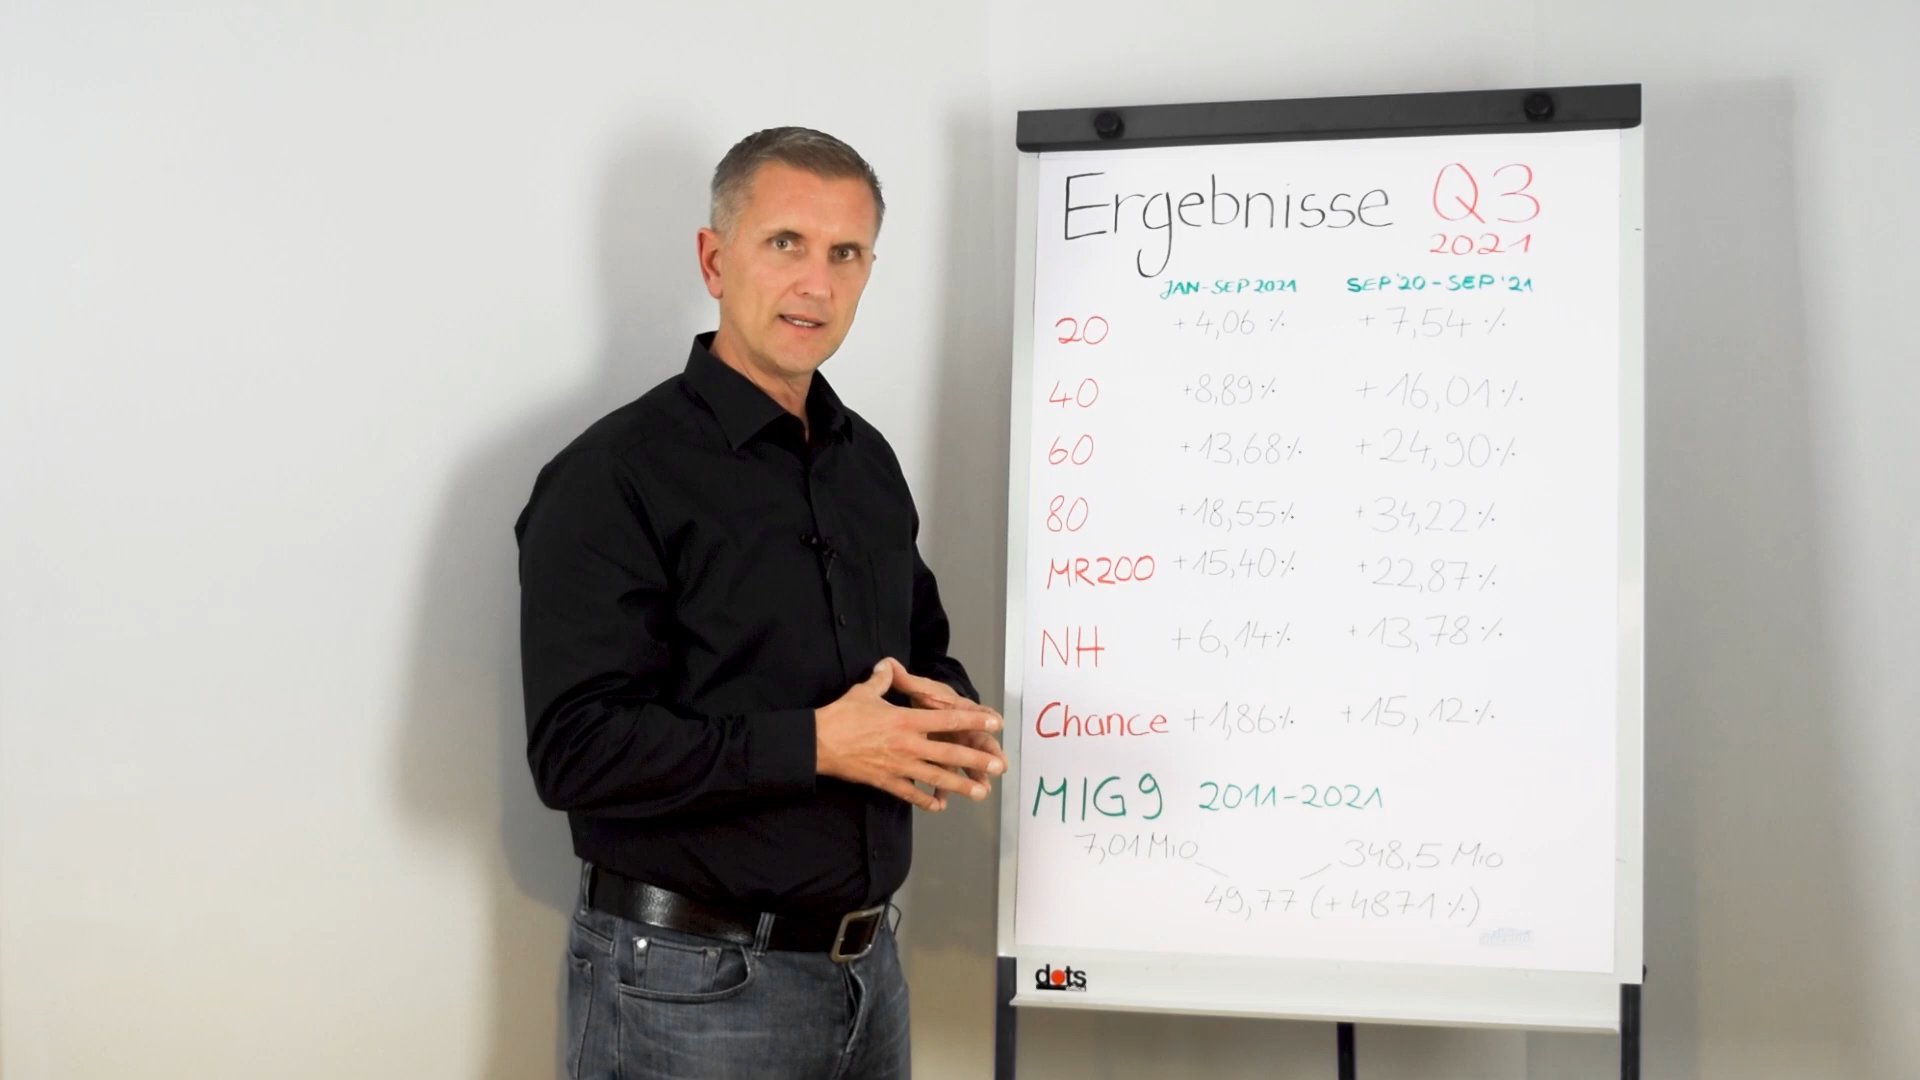 Ergebnisse Q3
2021
JAN-SEP 2021 SEP'20 - SEP'21
20 +4,06 % +7,54 %
40 +8,89 % +16,01 %
60 +13,68 % +24,90 %
80 +18,55 % +34,22 %
MR200 +15,40 % +22,87 %
NH +6,14 % +13,78 %
Chance +1,86 % +15,12 %
MIG 9 2011-2021
7,01 Mio 348,5 Mio
49,77 (+4871 %)
dots